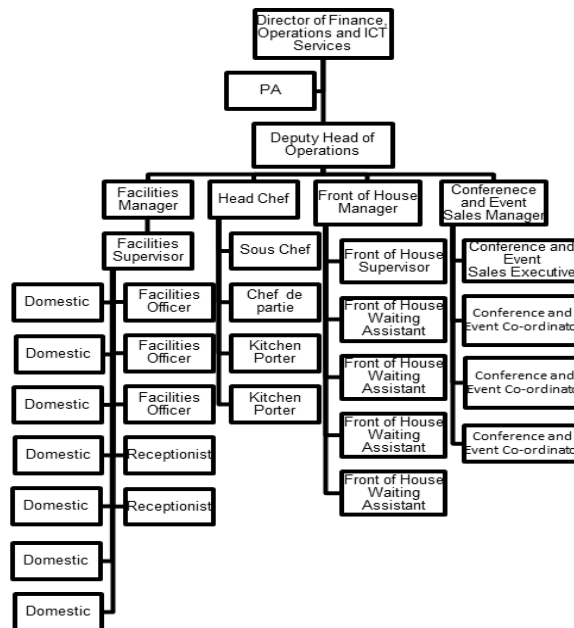 Director of Finance,
Operations and ICT
Services
PA
Deputy Head of
Operations
Facilities
Manager
Head Chef
Front of House
Manager
Conferenece
and Event
Sales Manager
Facilities
Supervisor
Sous Chef
Front of House
Supervisor
Conference and
Event
Sales Executive
Domestic
Facilities
Officer
Chef de
partie
Front of House
Waiting
Assistant
Conference and
Event Co-ordinato
Domestic
Facilities
Officer
Kitchen
Porter
Front of House
Waiting
Assistant
Conference and
Event Co-ordinato
Domestic
Facilities
Officer
Kitchen
Porter
Front of House
Waiting
Assistant
Conference and
Event Co-ordinato
Domestic
Receptionist
Front of House
Waiting
Assistant
Domestic
Receptionist
Domestic
Domestic